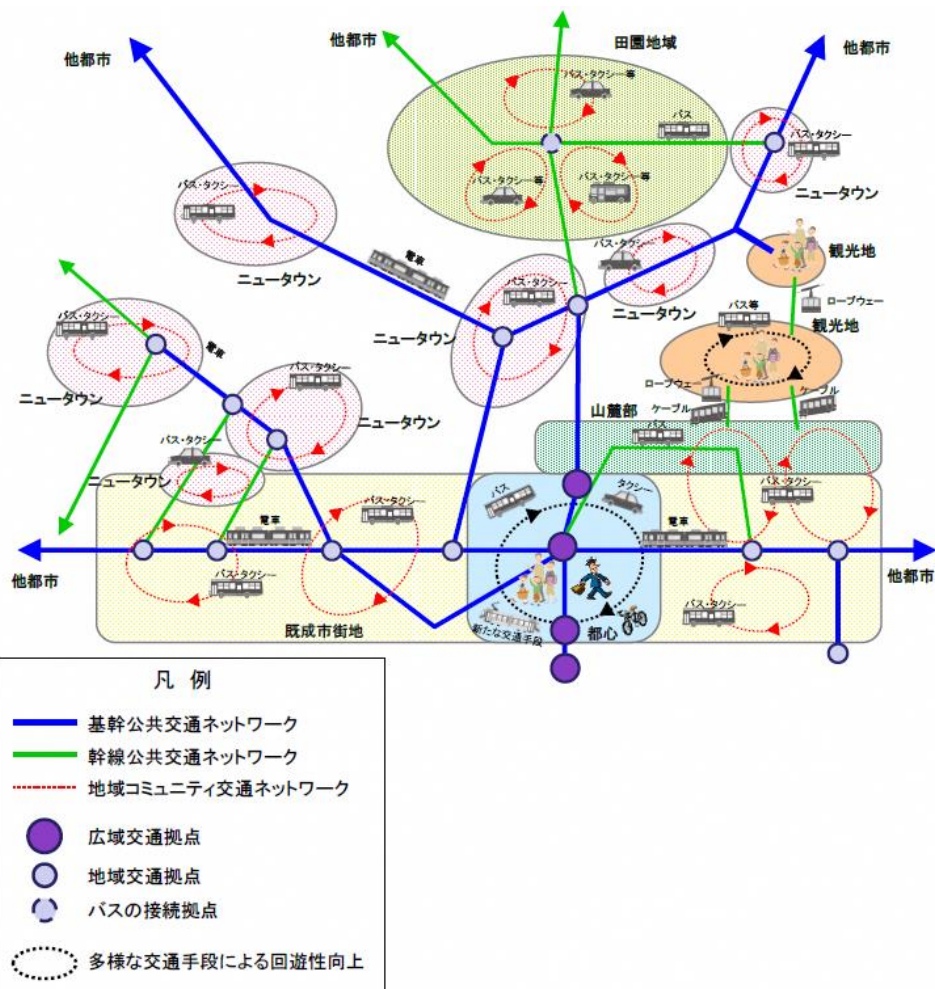 他都市
他都市
田園地域
他都市
バス・タクシー等
バス
バス・タクシー
バス・タクシー等
バス・タクシー等
ニュータウン
バス・タクシー
ニュータウン
電車
バス・タクシー
バス・タクシー
ニュータウン
ニュータウン
観光地
ロープウェー
バス等
観光地
バス・タクシー
電車
ニュータウン
バス・タクシー
ニュータウン
ロープウェー
ケーブル
ケーブル
山麓部
バス
バス・タクシー
ニュータウン
バス・タクシー
バス
タクシー
バス・タクシー
電車
電車
他都市
他都市
バス・タクシー
バス・タクシー
既成市街地
新たな交通手段
都心
凡 例
基幹公共交通ネットワーク
幹線公共交通ネットワーク
地域コミュニティ交通ネットワーク
広域交通拠点
地域交通拠点
バスの接続拠点
多様な交通手段による回遊性向上